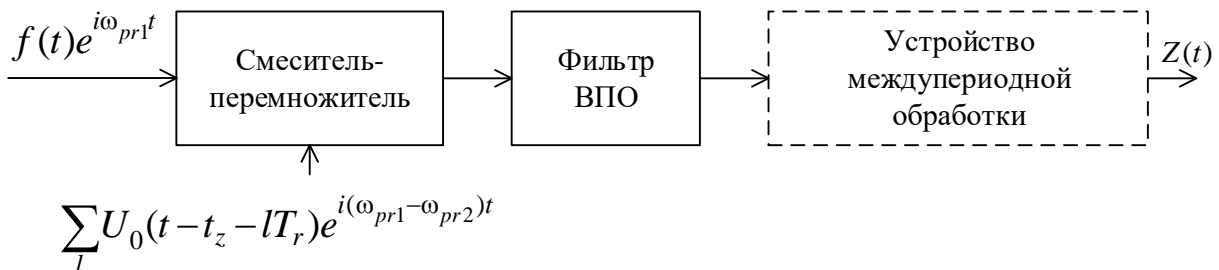 f(t)e^{iω_{pr1}t}
Смеситель-
перемножитель
Фильтр
ВПО
Устройство
междупериодной
обработки
Z(t)
∑_l U_0(t − t_z − lT_r)e^{i(ω_{pr1}−ω_{pr2})t}